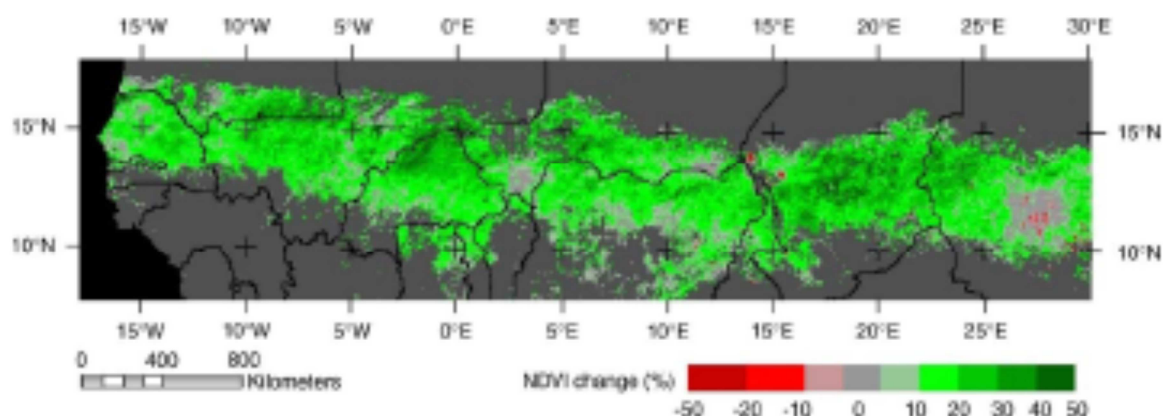 15°W 10°W 5°W 0°E 5°E 10°E 15°E 20°E 25°E 30°E
15°N 15°N
10°N 10°N
15°W 10°W 5°W 0°E 5°E 10°E 15°E 20°E 25°E
0 400 800
Kilometers NDVI change (%)
-50 -20 -10 0 10 20 30 40 50